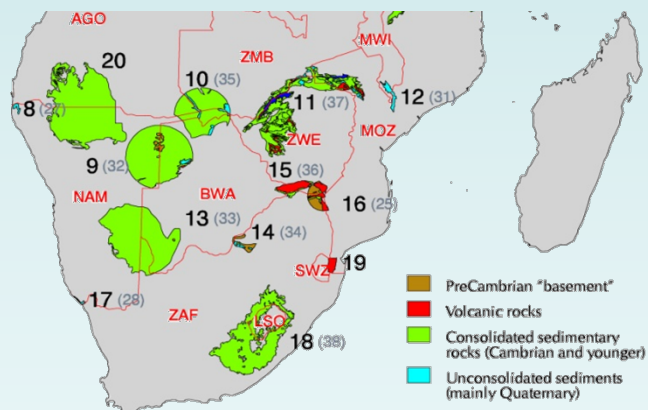 AGO
MWI
20
ZMB
10 (35)
12 (31)
8 (27)
11 (37)
MOZ
ZWE
9 (32)
15 (36)
NAM
BWA
16 (25)
13 (33)
14 (34)
19
SWZ
17 (28)
ZAF
LSO
18 (38)
PreCambrian "basement"
Volcanic rocks
Consolidated sedimentary
rocks (Cambrian and younger)
Unconsolidated sediments
(mainly Quaternary)